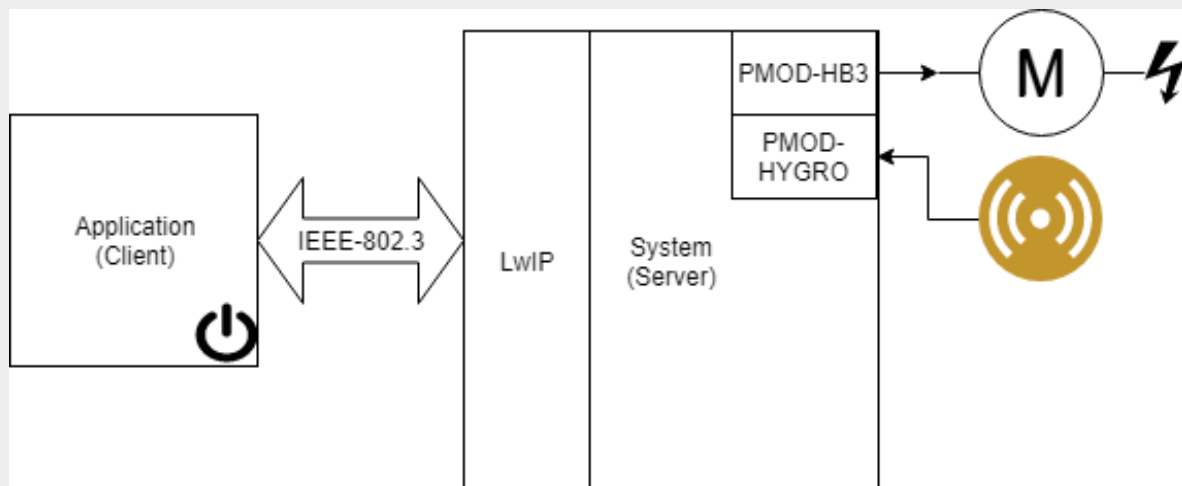 Application
(Client)
IEEE-802.3
LwIP
System
(Server)
PMOD-HB3
PMOD-
HYGRO
M